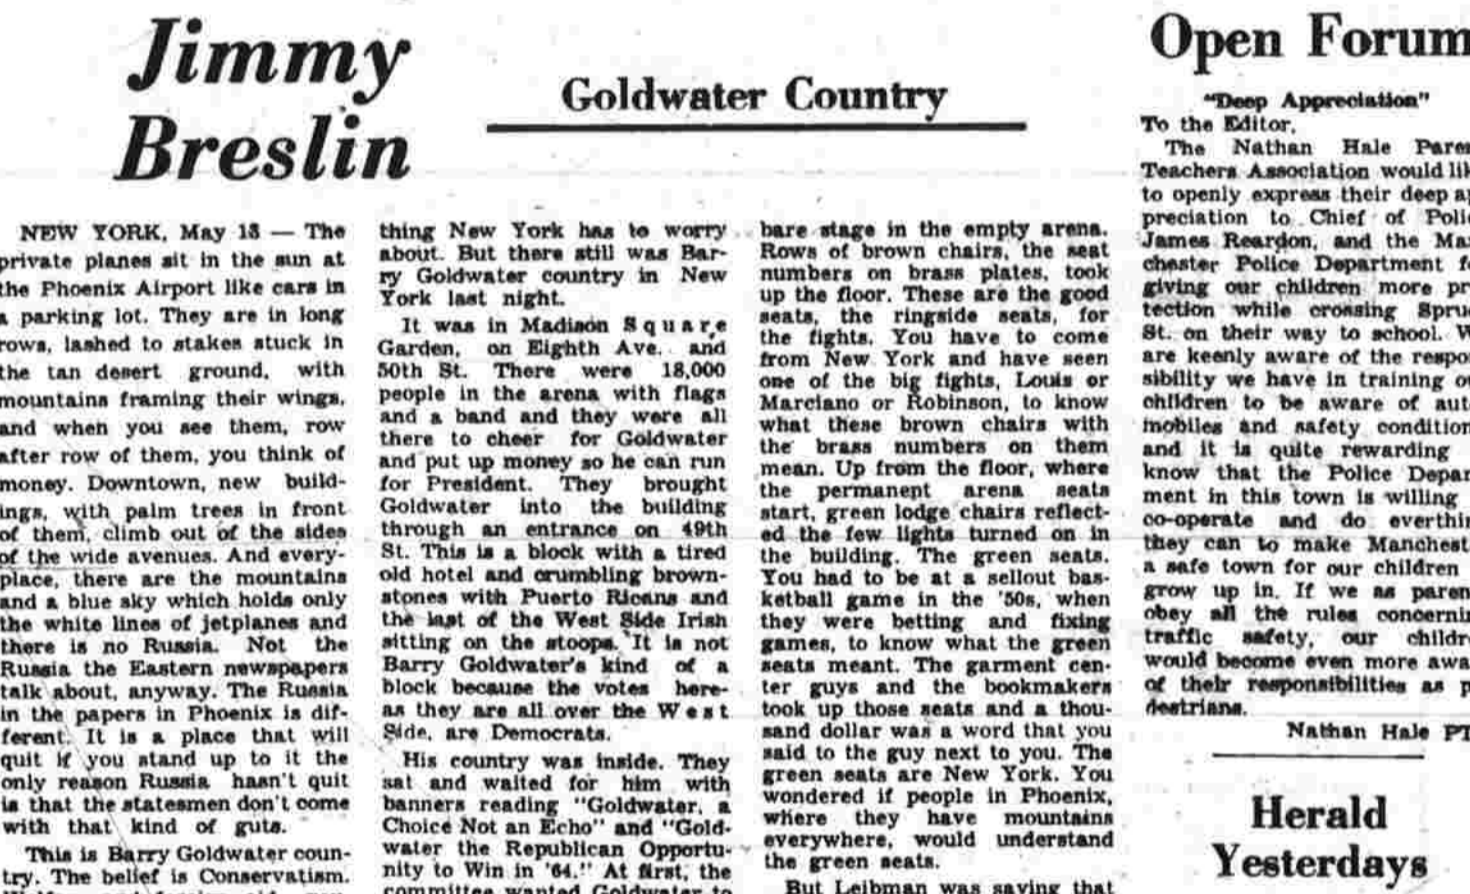 Jimmy
Breslin
Goldwater Country
NEW YORK, May 13 — The
private planes sit in the sun at
the Phoenix Airport like cars in
a parking lot. They are in long
rows, lashed to stakes stuck in
the tan desert ground, with
mountains framing their wings,
and when you see them, row
after row of them, you think of
money. Downtown, new build-
ings, with palm trees in front
of them, climb out of the sides
of the wide avenues. And every-
place, there are the mountains
and a blue sky which holds only
the white lines of jetplanes and
there is no Russia. Not the
Russia the Eastern newspapers
talk about, anyway. The Russia
in the papers in Phoenix is dif-
ferent. It is a place that will
quit if you stand up to it the
only reason Russia hasn't quit
is that the statesmen don't come
with that kind of guts.
This is Barry Goldwater coun-
try. The belief is Conservatism.
thing New York has to worry
about. But there still was Bar-
ry Goldwater country in New
York last night.
It was in Madison Square
Garden, on Eighth Ave. and
50th St. There were 18,000
people in the arena with flags
and a band and they were all
there to cheer for Goldwater
and put up money so he can run
for President. They brought
Goldwater into the building
through an entrance on 49th
St. This is a block with a tired
old hotel and crumbling brown-
stones with Puerto Ricans and
the last of the West Side Irish
sitting on the stoops. It is not
Barry Goldwater's kind of a
block because the votes here-
as they are all over the West
Side, are Democrats.
His country was inside. They
sat and waited for him with
banners reading "Goldwater, a
Choice Not an Echo" and "Gold-
water the Republican Opportu-
nity to Win in '64." At first, the
committee wanted Goldwater to
bare stage in the empty arena.
Rows of brown chairs, the seat
numbers on brass plates, took
up the floor. These are the good
seats, the ringside seats, for
the fights. You have to come
from New York and have seen
one of the big fights, Louis or
Marciano or Robinson, to know
what these brown chairs with
the brass numbers on them
mean. Up from the floor, where
the permanent arena seats
start, green lodge chairs reflect-
ed the few lights turned on in
the building. The green seats.
You had to be at a sellout bas-
ketball game in the '50s, when
they were betting and fixing
games, to know what the green
seats meant. The garment cen-
ter guys and the bookmakers
took up those seats and a thou-
sand dollar was a word that you
said to the guy next to you. The
green seats are New York. You
wondered if people in Phoenix,
where they have mountains
everywhere, would understand
the green seats.
But Leibman was saying that
Open Forum
"Deep Appreciation"
To the Editor,
The Nathan Hale Paren
Teachers Association would lik
to openly express their deep ap
preciation to Chief of Polic
James Reardon, and the Man
chester Police Department fo
giving our children more pro
tection while crossing Spruc
St. on their way to school. W
are keenly aware of the respon
sibility we have in training ou
children to be aware of auto
mobiles and safety condition
and it is quite rewarding
know that the Police Depar
ment in this town is willing
co-operate and do everthin
they can to make Manchest
a safe town for our children
grow up in. If we as paren
obey all the rules concernin
traffic safety, our childre
would become even more awa
of their responsibilities as p
destrians.
Nathan Hale PT
Herald
Yesterdays